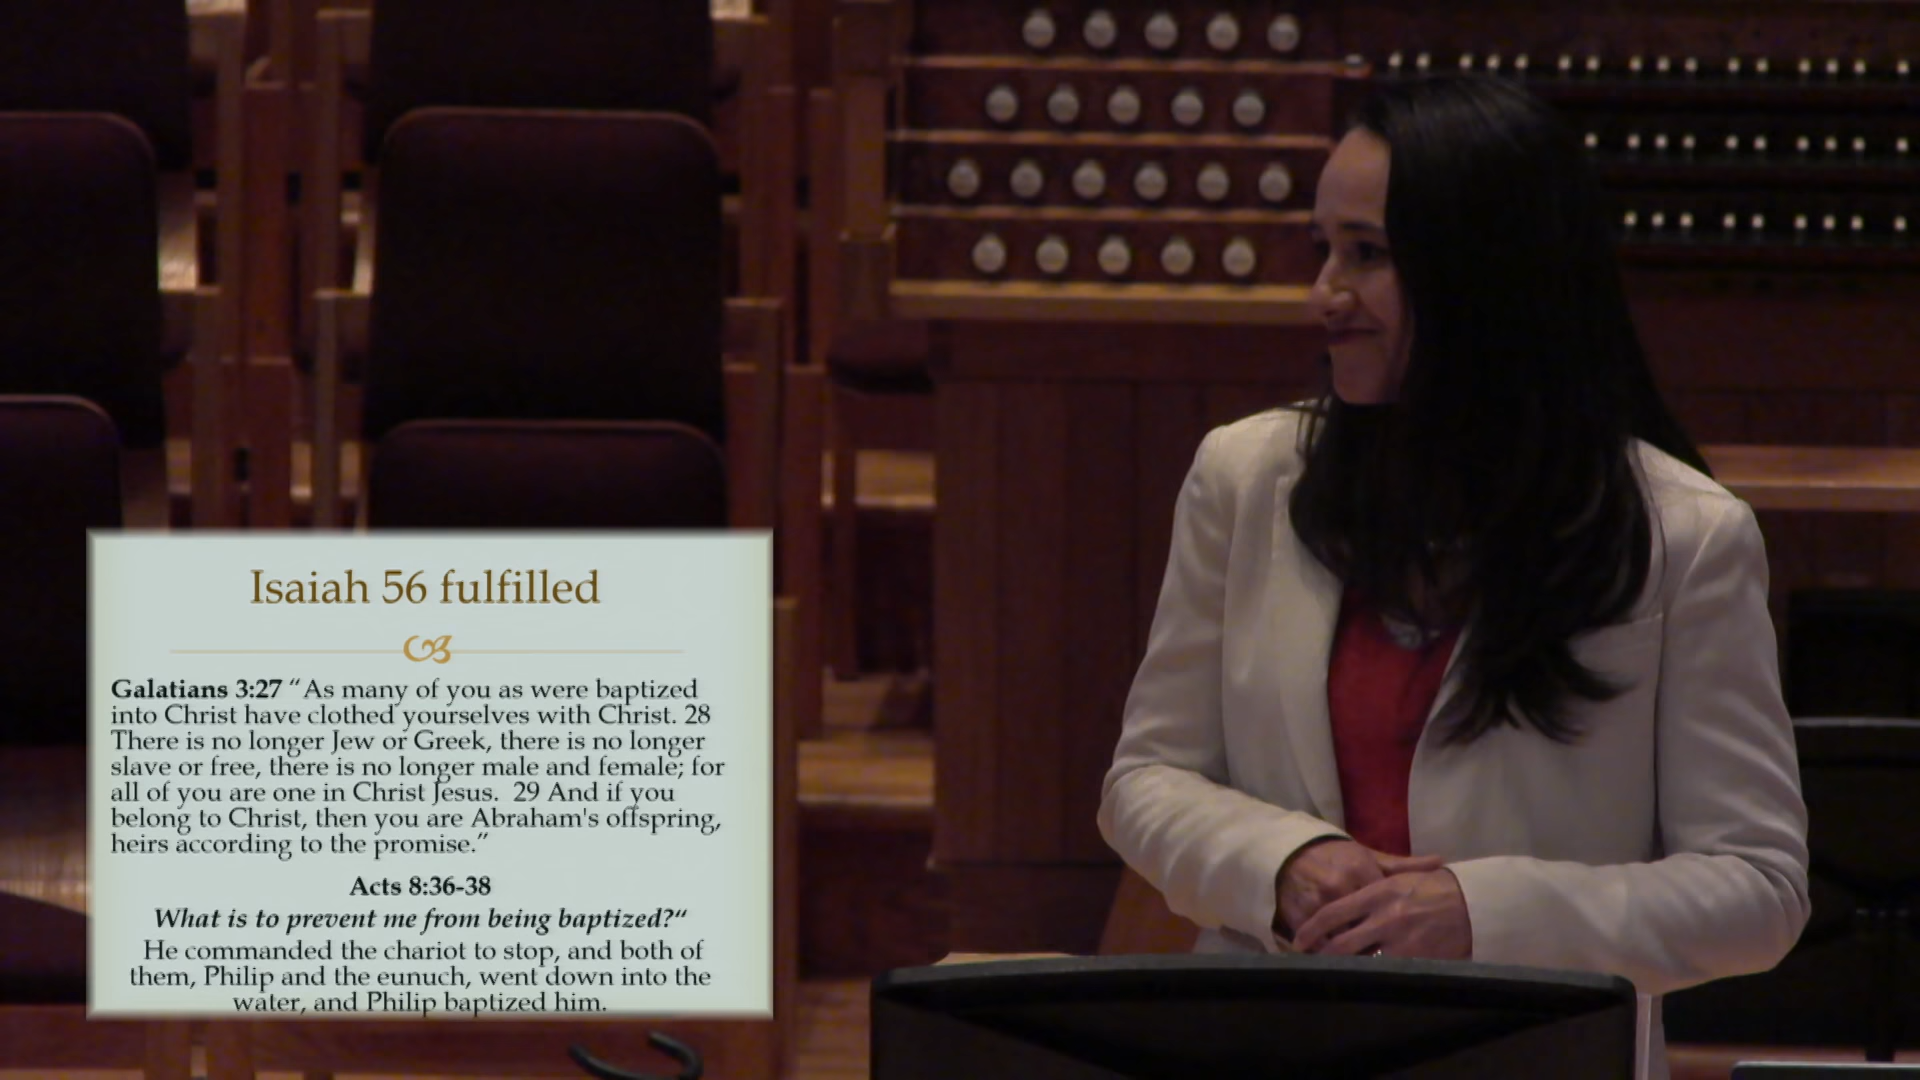 Isaiah 56 fulfilled
Galatians 3:27 “As many of you as were baptized
into Christ have clothed yourselves with Christ. 28
There is no longer Jew or Greek, there is no longer
slave or free, there is no longer male and female; for
all of you are one in Christ Jesus.  29 And if you
belong to Christ, then you are Abraham's offspring,
heirs according to the promise.”
Acts 8:36-38
What is to prevent me from being baptized?“
He commanded the chariot to stop, and both of
them, Philip and the eunuch, went down into the
water, and Philip baptized him.